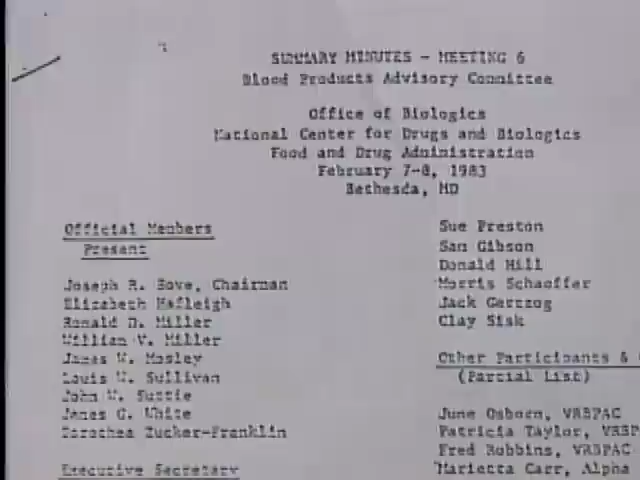 SUMMARY MINUTES - MEETING 6
Blood Products Advisory Committee
Office of Biologics
National Center for Drugs and Biologics
Food and Drug Administration
February 7-8, 1983
Bethesda, MD
Official Members
Present
Joseph R. Bove, Chairman
Elizabeth Hafleigh
Ronald D. Miller
William V. Miller
James W. Mosley
Louis W. Sullivan
John W. Suttie
James G. White
Dorothea Zucker-Franklin
Executive Secretary
Sue Preston
Sam Gibson
Donald Hill
Morris Schaeffer
Jack Gertzog
Clay Sisk
Other Participants &
(Partial List)
June Osborn, VRBPAC
Patricia Taylor, VRBP
Fred Robbins, VRBPAC
Marietta Carr, Alpha